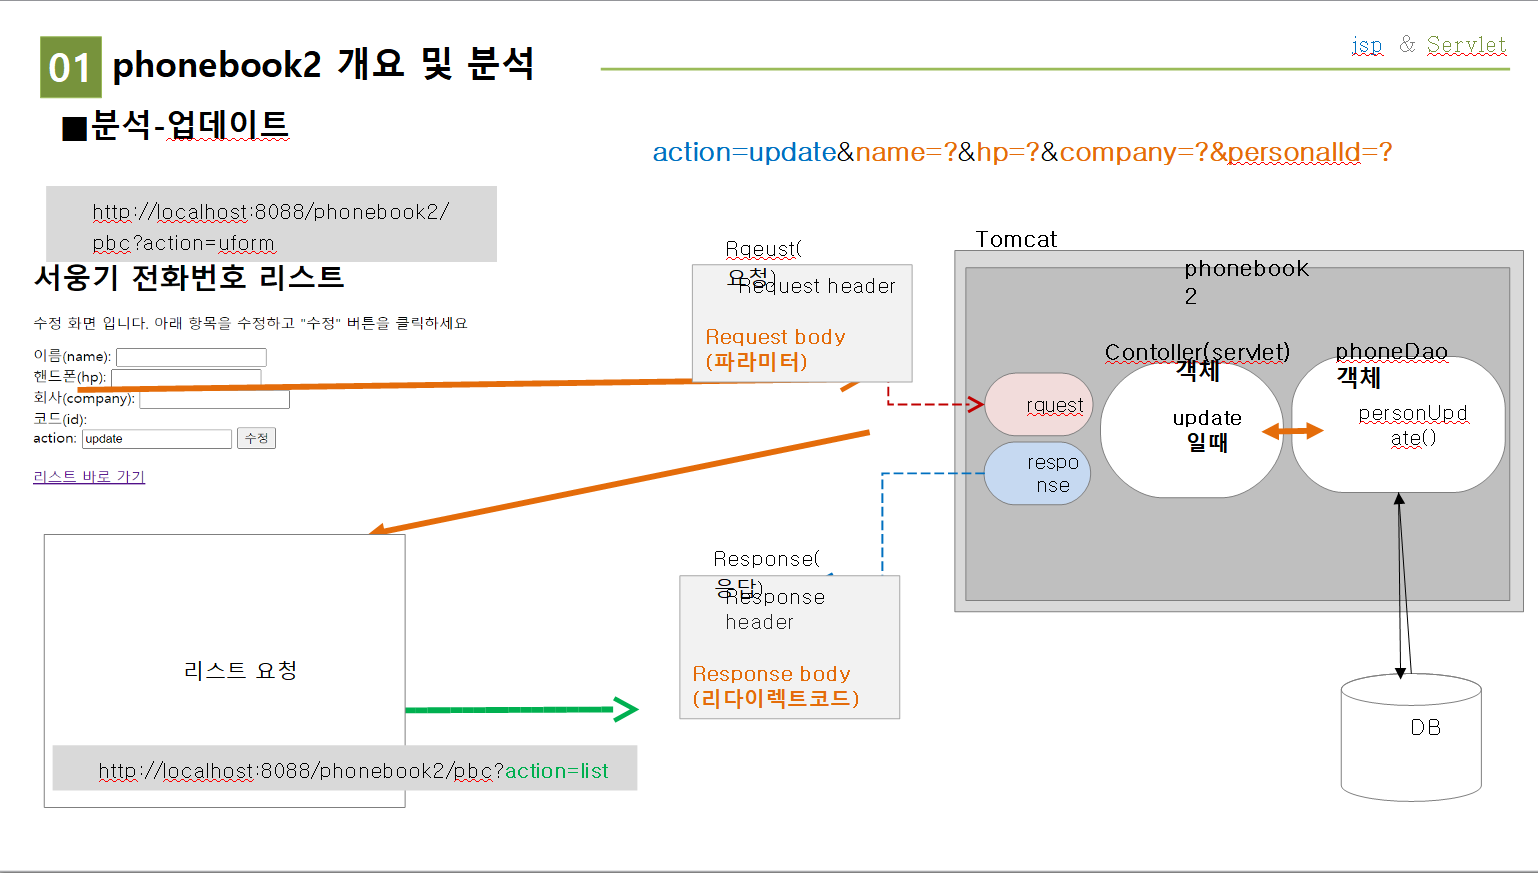 01 phonebook2 개요 및 분석
jsp & Servlet
■분석-업데이트
action=update&name=?&hp=?&company=?&personalId=?
http://localhost:8088/phonebook2/
pbc?action=uform
서웅기 전화번호 리스트
수정 화면 입니다. 아래 항목을 수정하고 "수정" 버튼을 클릭하세요
이름(name):
핸드폰(hp):
회사(company):
코드(id):
action: update 수정
리스트 바로 가기
Rqeust(
요청)
Request header
Request body
(파라미터)
Tomcat
phonebook
2
Contoller(servlet)
객체
update
일때
phoneDao
객체
personUpd
ate()
rquest
respo
nse
Response(
응답)
Response
header
Response body
(리다이렉트코드)
리스트 요청
http://localhost:8088/phonebook2/pbc?action=list
DB